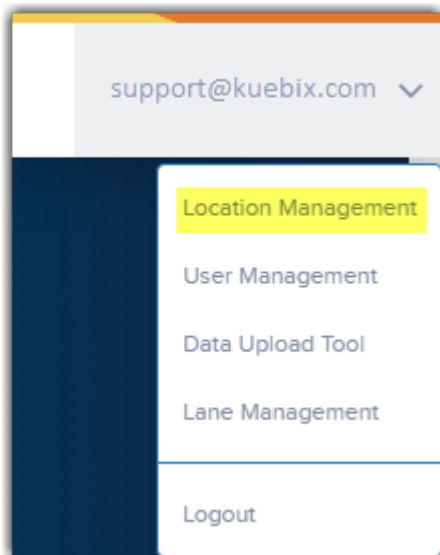 support@kuebix.com
Location Management
User Management
Data Upload Tool
Lane Management
Logout